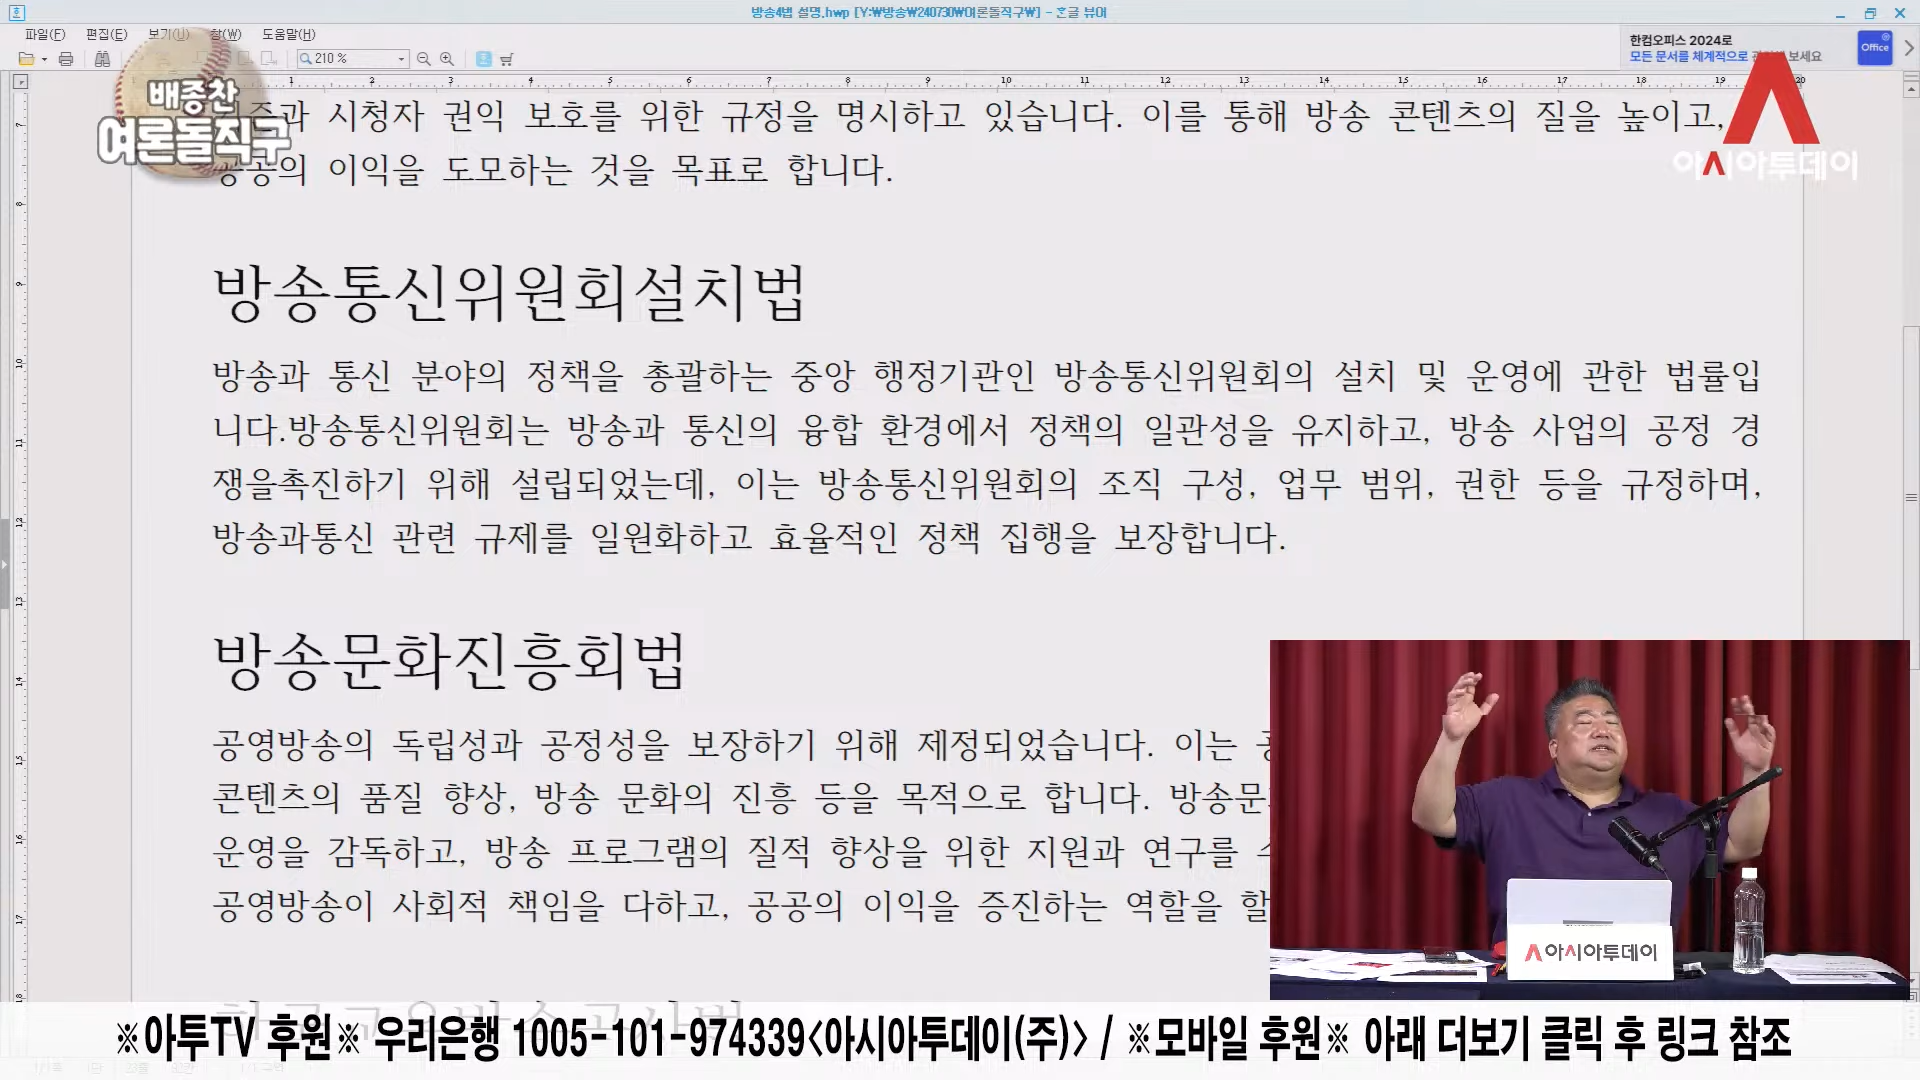 방송4법 설명.hwp [Y:₩방송₩240730₩여론돌직구₩] - 한글 뷰어
파일(F) 편집(E) 보기(U) 창(W) 도움말(H)
210 %
한컴오피스 2024로
모든 문서를 체계적으로 보세요
Office
배종찬
여론돌직구
아시아투데이
시청자 권익 보호를 위한 규정을 명시하고 있습니다. 이를 통해 방송 콘텐츠의 질을 높이고,
공공의 이익을 도모하는 것을 목표로 합니다.
방송통신위원회설치법
방송과 통신 분야의 정책을 총괄하는 중앙 행정기관인 방송통신위원회의 설치 및 운영에 관한 법률입
니다.방송통신위원회는 방송과 통신의 융합 환경에서 정책의 일관성을 유지하고, 방송 사업의 공정 경
쟁을촉진하기 위해 설립되었는데, 이는 방송통신위원회의 조직 구성, 업무 범위, 권한 등을 규정하며,
방송과통신 관련 규제를 일원화하고 효율적인 정책 집행을 보장합니다.
방송문화진흥회법
공영방송의 독립성과 공정성을 보장하기 위해 제정되었습니다. 이는
콘텐츠의 품질 향상, 방송 문화의 진흥 등을 목적으로 합니다. 방송문
운영을 감독하고, 방송 프로그램의 질적 향상을 위한 지원과 연구를
공영방송이 사회적 책임을 다하고, 공공의 이익을 증진하는 역할을 할
아시아투데이
※아투TV 후원※ 우리은행 1005-101-974339<아시아투데이(주)> / ※모바일 후원※ 아래 더보기 클릭 후 링크 참조